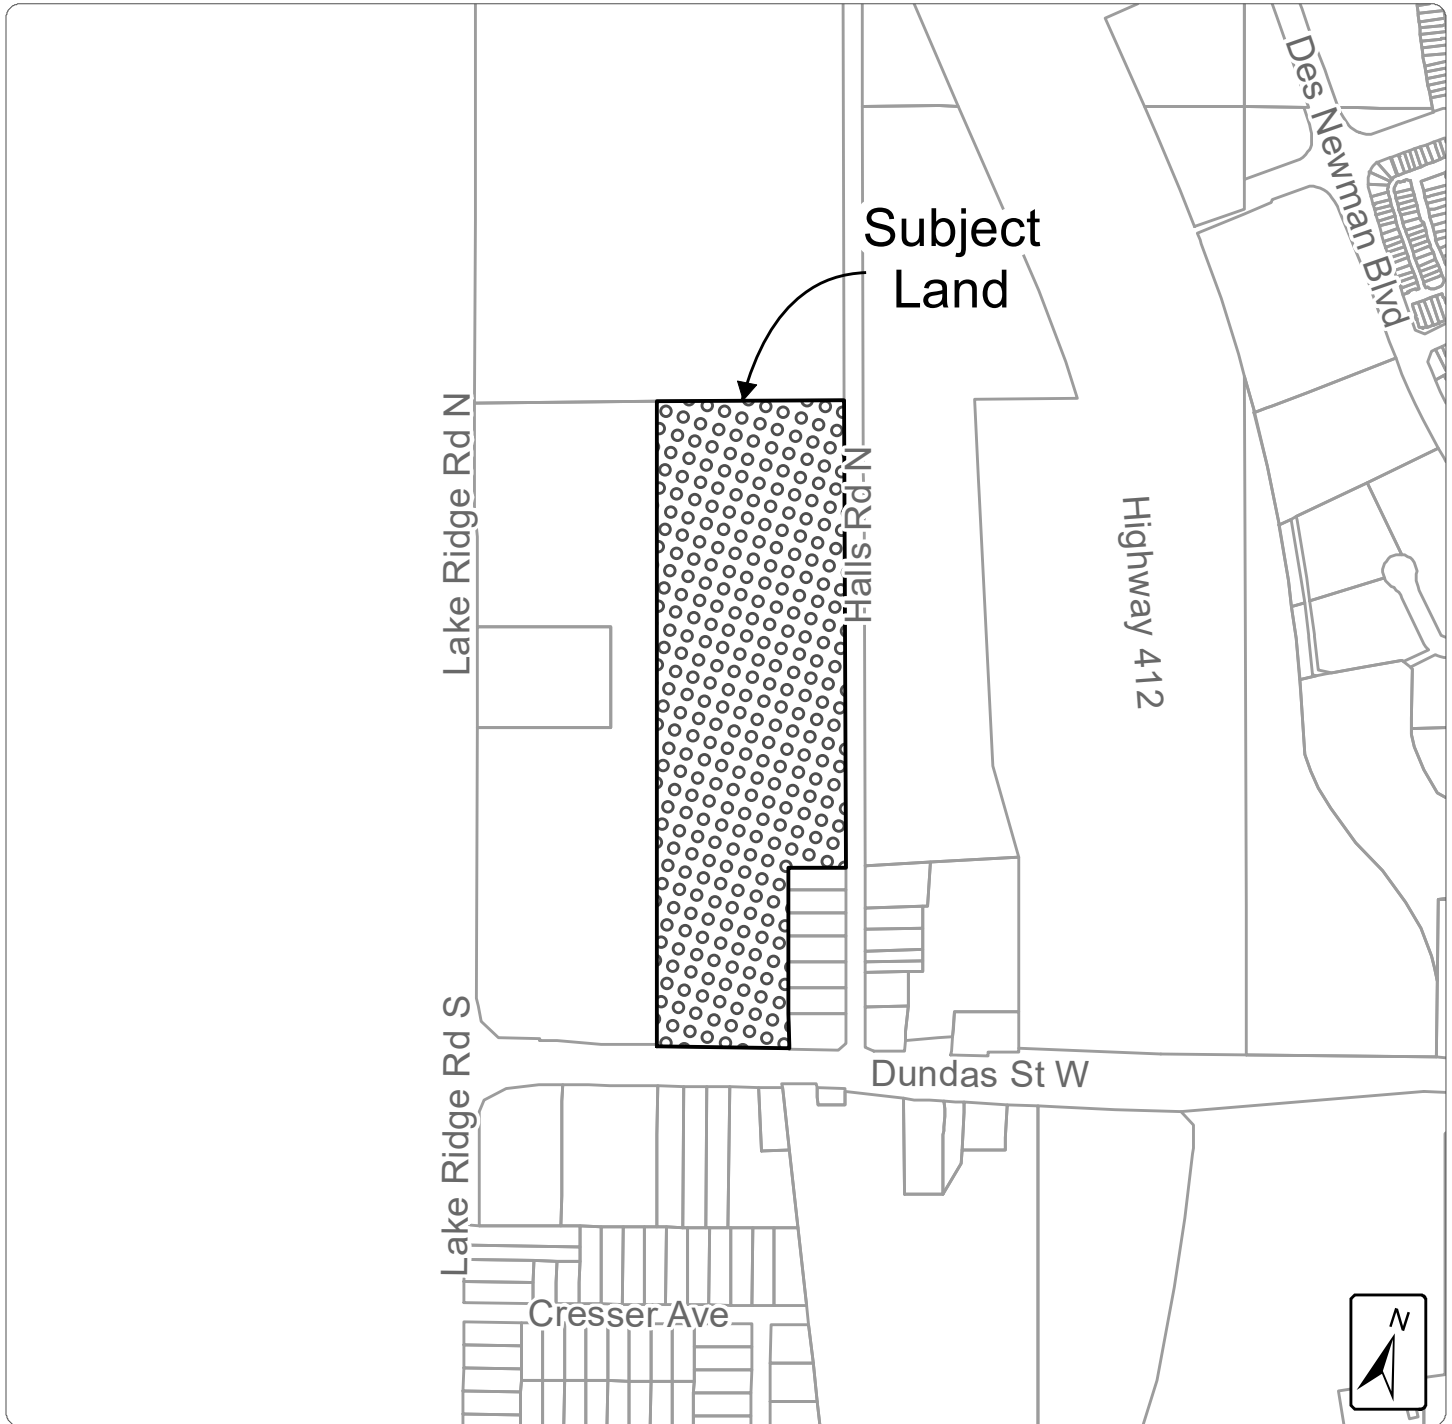 Des Newman Blvd
Subject
Land
Lake Ridge Rd N
Halls Rd N
Highway 412
Lake Ridge Rd S
Dundas St W
Cresser Ave
N